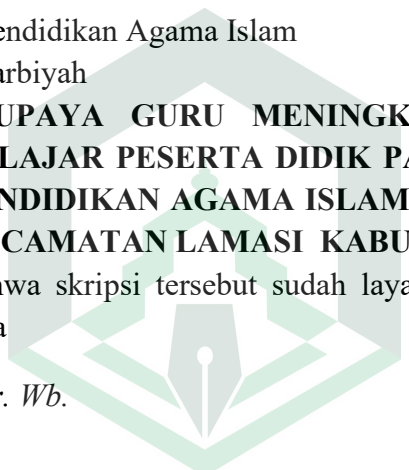 endidikan Agama Islam
arbiyah
UPAYA GURU MENINGK
LAJAR PESERTA DIDIK PA
NDIDIKAN AGAMA ISLAM
CAMATAN LAMASI KABU
wa skripsi tersebut sudah laya
a
r. Wb.